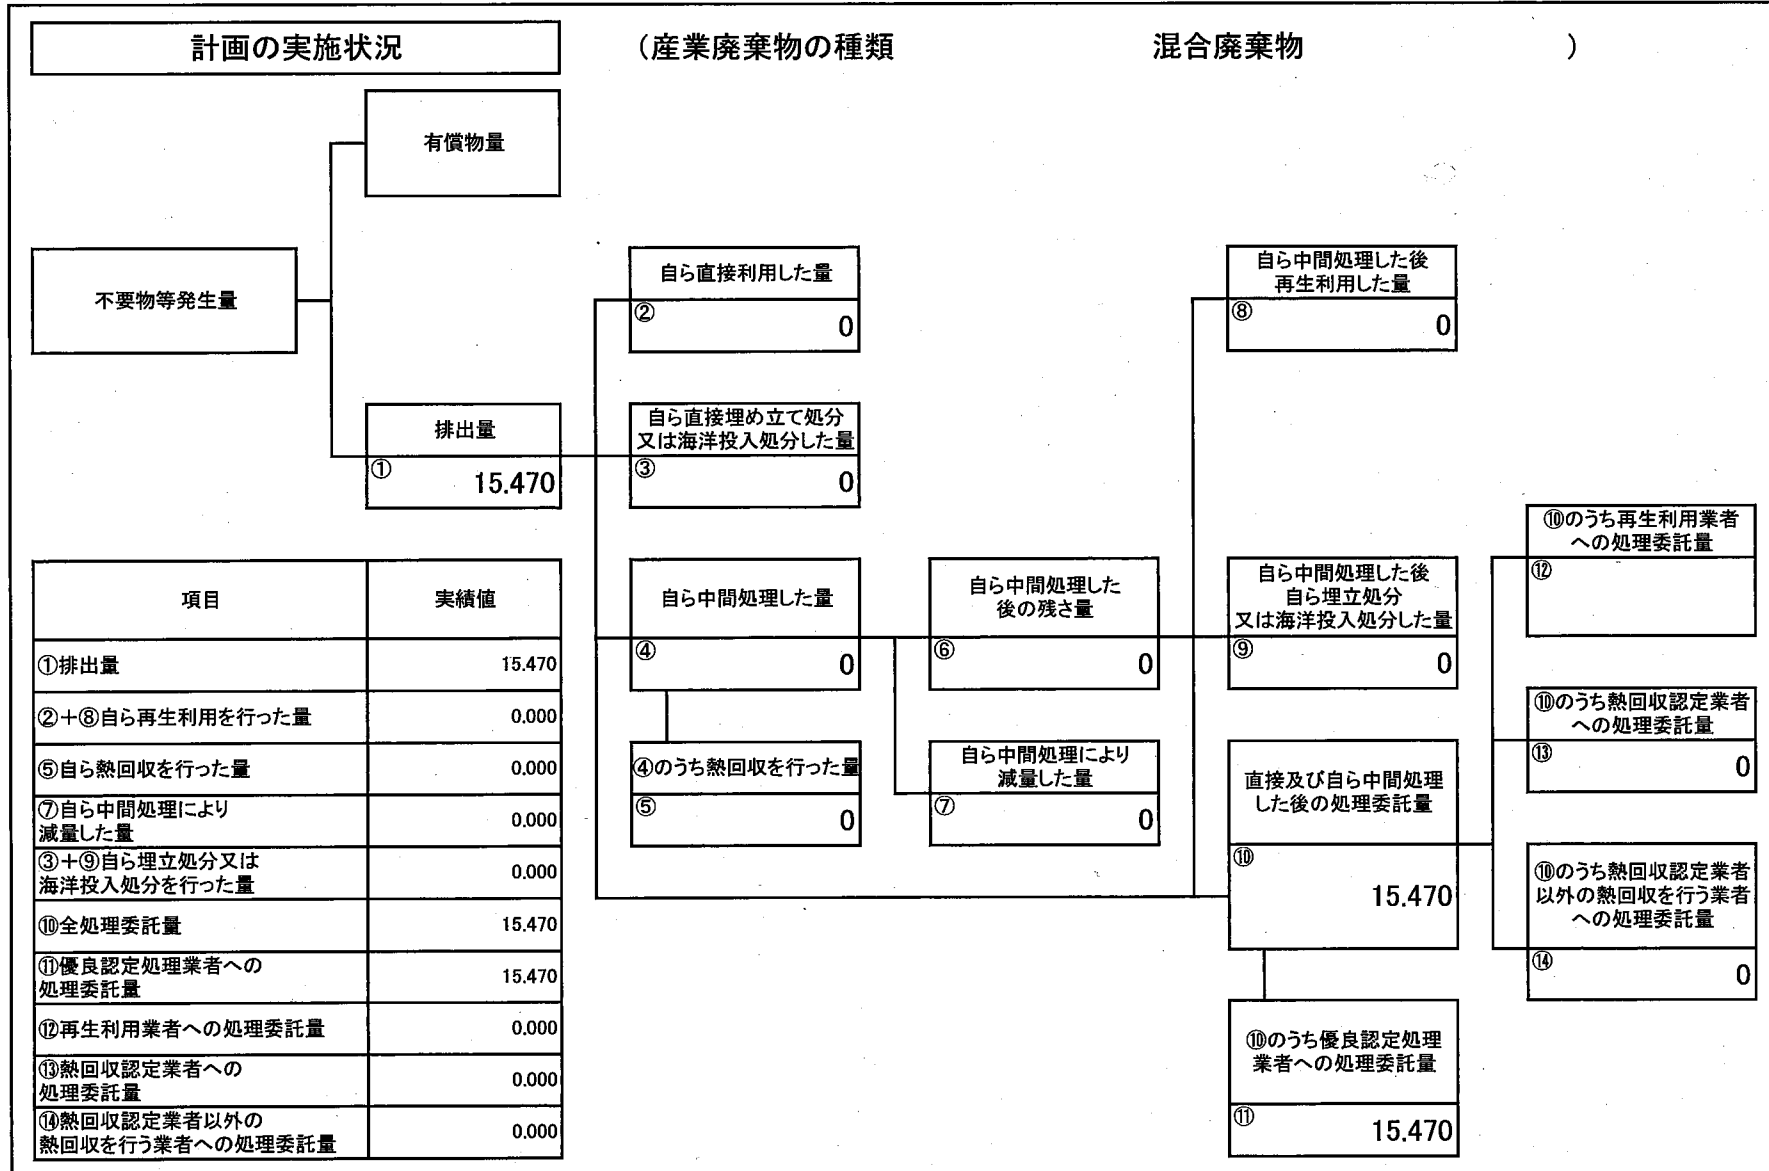 計画の実施状況
(産業廃棄物の種類 混合廃棄物 )
有償物量
不要物等発生量
排出量
①
15.470
自ら直接利用した量
②
0
自ら直接埋め立て処分
又は海洋投入処分した量
③
0
自ら中間処理した量
④
0
④のうち熱回収を行った量
⑤
0
自ら中間処理した
後の残さ量
⑥
0
自ら中間処理により
減量した量
⑦
0
自ら中間処理した後
再生利用した量
⑧
0
自ら中間処理した後
自ら埋立処分
又は海洋投入処分した量
⑨
0
直接及び自ら中間処理
した後の処理委託量
⑩
15.470
⑩のうち優良認定処理
業者への処理委託量
⑪
15.470
⑩のうち再生利用業者
への処理委託量
⑫
⑩のうち熱回収認定業者
への処理委託量
⑬
0
⑩のうち熱回収認定業者
以外の熱回収を行う業者
への処理委託量
⑭
0
項目 実績値
①排出量 15.470
②+⑧自ら再生利用を行った量 0.000
⑤自ら熱回収を行った量 0.000
⑦自ら中間処理により
減量した量 0.000
③+⑨自ら埋立処分又は
海洋投入処分を行った量 0.000
⑩全処理委託量 15.470
⑪優良認定処理業者への
処理委託量 15.470
⑫再生利用業者への処理委託量 0.000
⑬熱回収認定業者への
処理委託量 0.000
⑭熱回収認定業者以外の
熱回収を行う業者への処理委託量 0.000